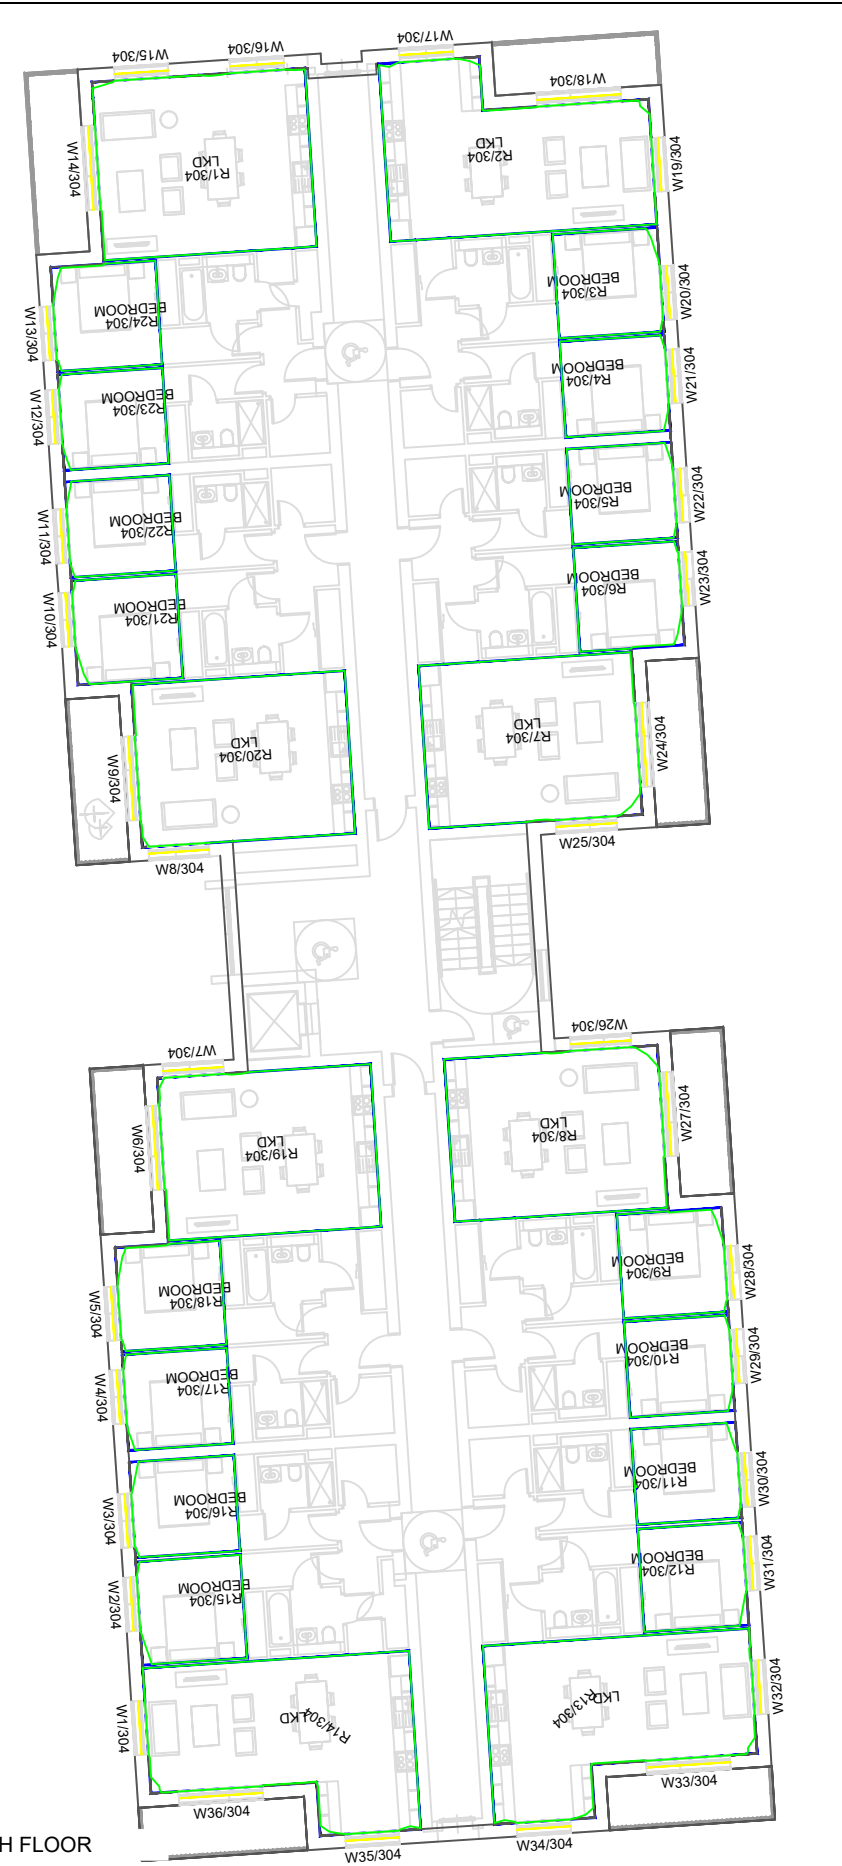 W15/304
W16/304
W17/304
W18/304
W14/304
LKD
R1/304
LKD
R2/304
W19/304
W13/304
BEDROOM
R24/304
BEDROOM
R3/304
W20/304
W12/304
BEDROOM
R23/304
BEDROOM
R4/304
W21/304
W11/304
BEDROOM
R22/304
BEDROOM
R5/304
W22/304
W10/304
BEDROOM
R21/304
BEDROOM
R6/304
W23/304
W9/304
LKD
R20/304
LKD
R7/304
W24/304
W8/304
W25/304
W7/304
W26/304
W6/304
LKD
R19/304
LKD
R8/304
W27/304
W5/304
BEDROOM
R18/304
BEDROOM
R9/304
W28/304
W4/304
BEDROOM
R17/304
BEDROOM
R10/304
W29/304
W3/304
BEDROOM
R16/304
BEDROOM
R11/304
W30/304
W2/304
BEDROOM
R15/304
BEDROOM
R12/304
W31/304
W1/304
LKD
R14/304
LKD
R13/304
W32/304
W36/304
W33/304
W35/304
W34/304
H FLOOR